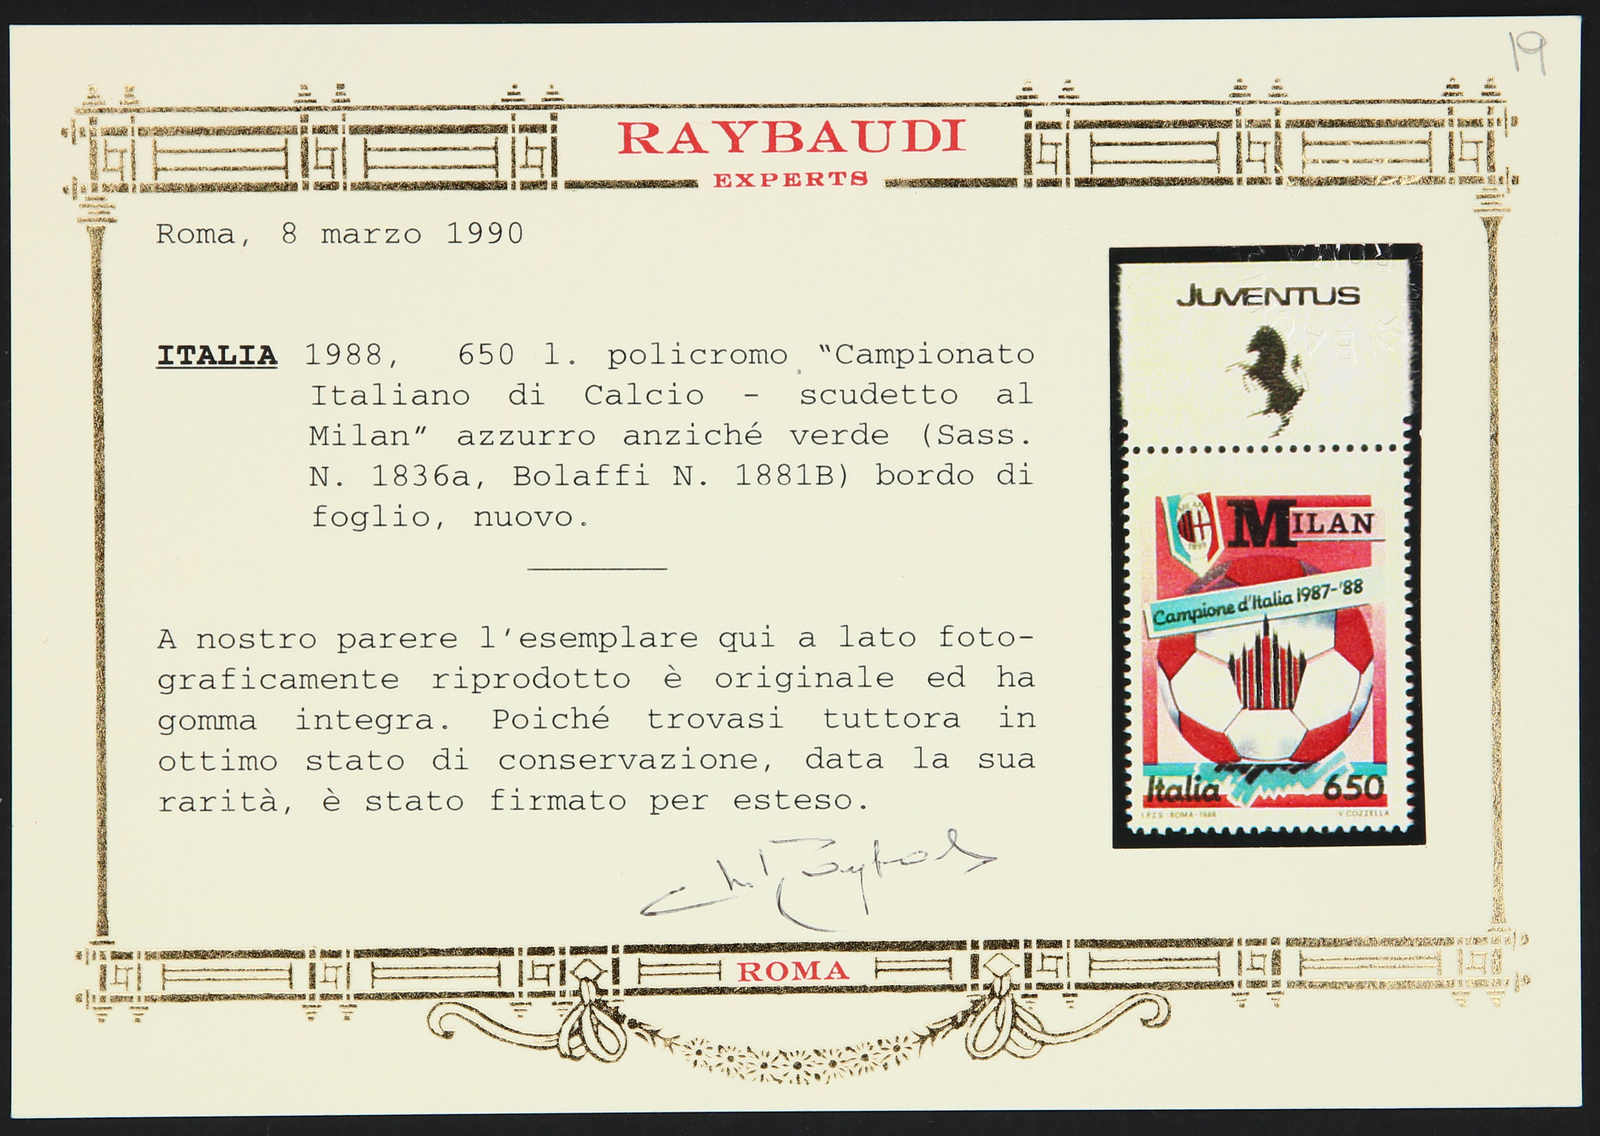 19
RAYBAUDI
EXPERTS
Roma, 8 marzo 1990
ITALIA 1988, 650 l. policromo "Campionato
Italiano di Calcio - scudetto al
Milan" azzurro anziché verde (Sass.
N. 1836a, Bolaffi N. 1881B) bordo di
foglio, nuovo.
A nostro parere l'esemplare qui a lato foto-
graficamente riprodotto è originale ed ha
gomma integra. Poiché trovasi tuttora in
ottimo stato di conservazione, data la sua
rarità, è stato firmato per esteso.
JUVENTUS
MILAN
Campione d'Italia 1987-'88
Italia 650
I.P.Z.S. ROMA-1988 V. COZZELLA
ROMA